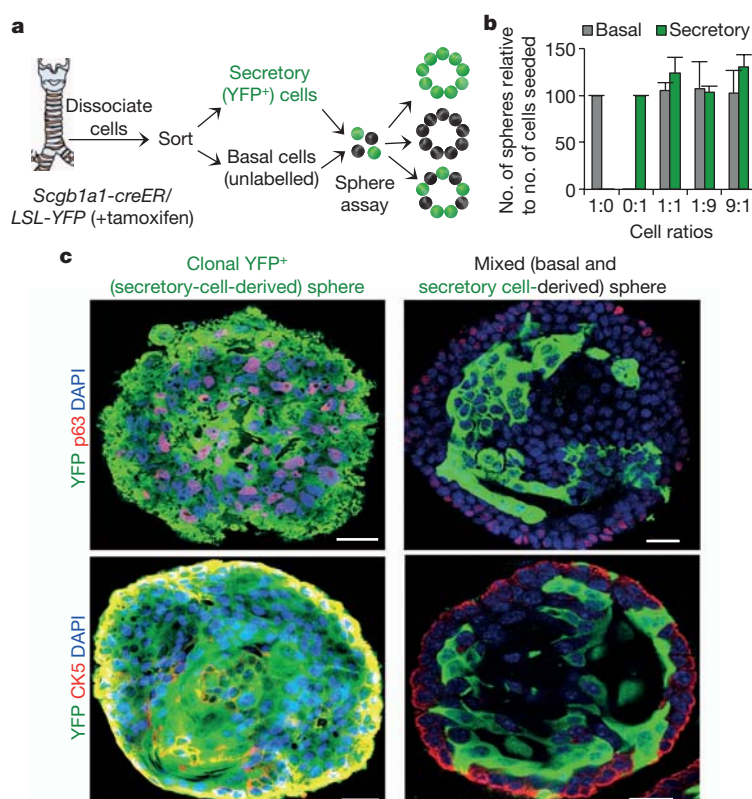 a
Dissociate
cells
Scgb1a1-creER/
LSL-YFP (+tamoxifen)
Sort
Secretory
(YFP+) cells
Basal cells
(unlabelled)
Sphere
assay
b
Basal Secretory
No. of spheres relative
to no. of cells seeded
150
100
50
0
1:0 0:1 1:1 1:9 9:1
Cell ratios
c
Clonal YFP+
(secretory-cell-derived) sphere
Mixed (basal and
secretory cell-derived) sphere
YFP p63 DAPI
YFP CK5 DAPI